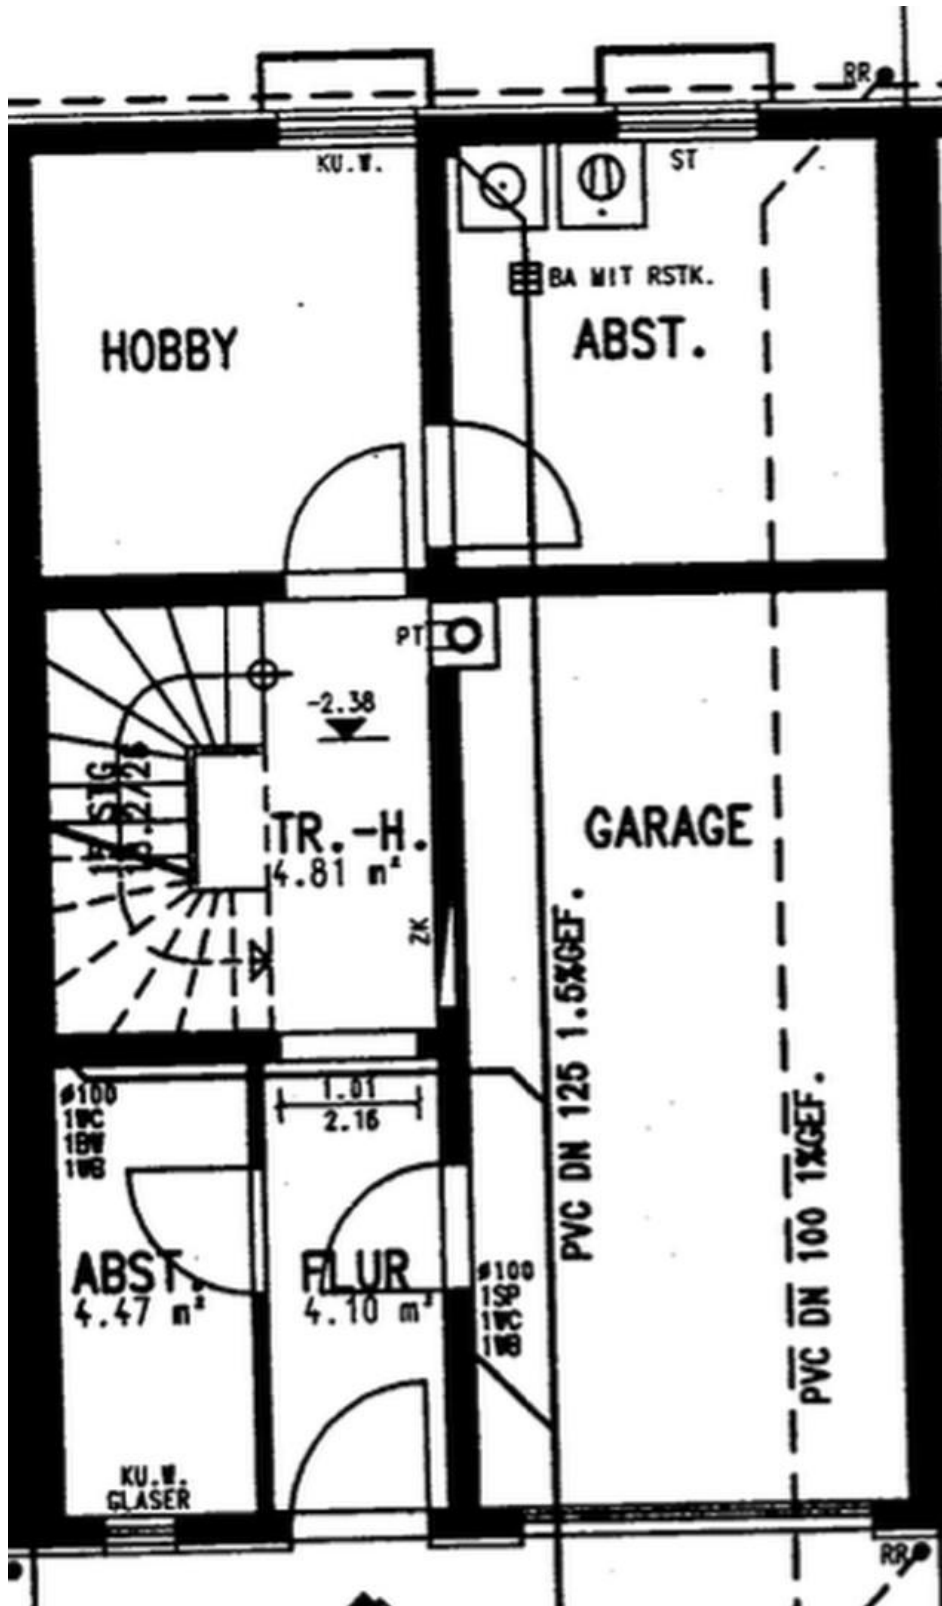 RR
KU.W.
ST
BA MIT RSTK.
HOBBY
ABST.
PT
-2.38
STG
TR.-H.
4.81 m²
GARAGE
ZK
PVC DN 125 1.5%GEF.
PVC DN 100 1%GEF.
1.01
2.16
ø100
1WC
1BW
1WB
ABST.
4.47 m²
FLUR
4.10 m²
ø100
1SP
1WC
1WB
KU.W.
GLASER
RR